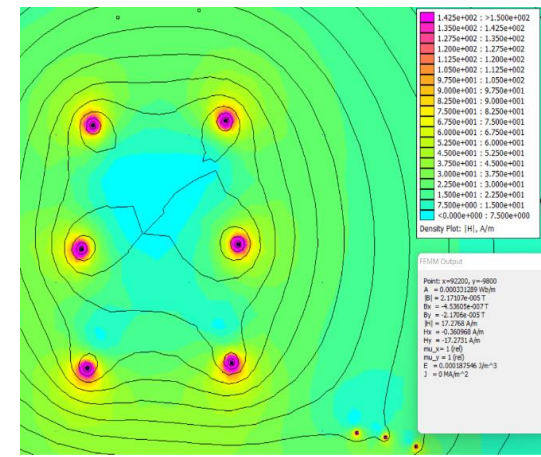 1.425e+002 : >1.500e+002
1.350e+002 : 1.425e+002
1.275e+002 : 1.350e+002
1.200e+002 : 1.275e+002
1.125e+002 : 1.200e+002
1.050e+002 : 1.125e+002
9.750e+001 : 1.050e+002
9.000e+001 : 9.750e+001
8.250e+001 : 9.000e+001
7.500e+001 : 8.250e+001
6.750e+001 : 7.500e+001
6.000e+001 : 6.750e+001
5.250e+001 : 6.000e+001
4.500e+001 : 5.250e+001
3.750e+001 : 4.500e+001
3.000e+001 : 3.750e+001
2.250e+001 : 3.000e+001
1.500e+001 : 2.250e+001
7.500e+000 : 1.500e+001
<0.000e+000 : 7.500e+000
Density Plot: |H|, A/m
FEMM Output
Point: x=92200, y=-9800
A = 0.000331289 Wb/m
|B| = 2.17107e-005 T
Bx = -4.53605e-007 T
By = -2.1706e-005 T
|H| = 17.2768 A/m
Hx = -0.360968 A/m
Hy = -17.2731 A/m
mu_x= 1 (rel)
mu_y = 1 (rel)
E = 0.000187546 J/m^3
J = 0 MA/m^2